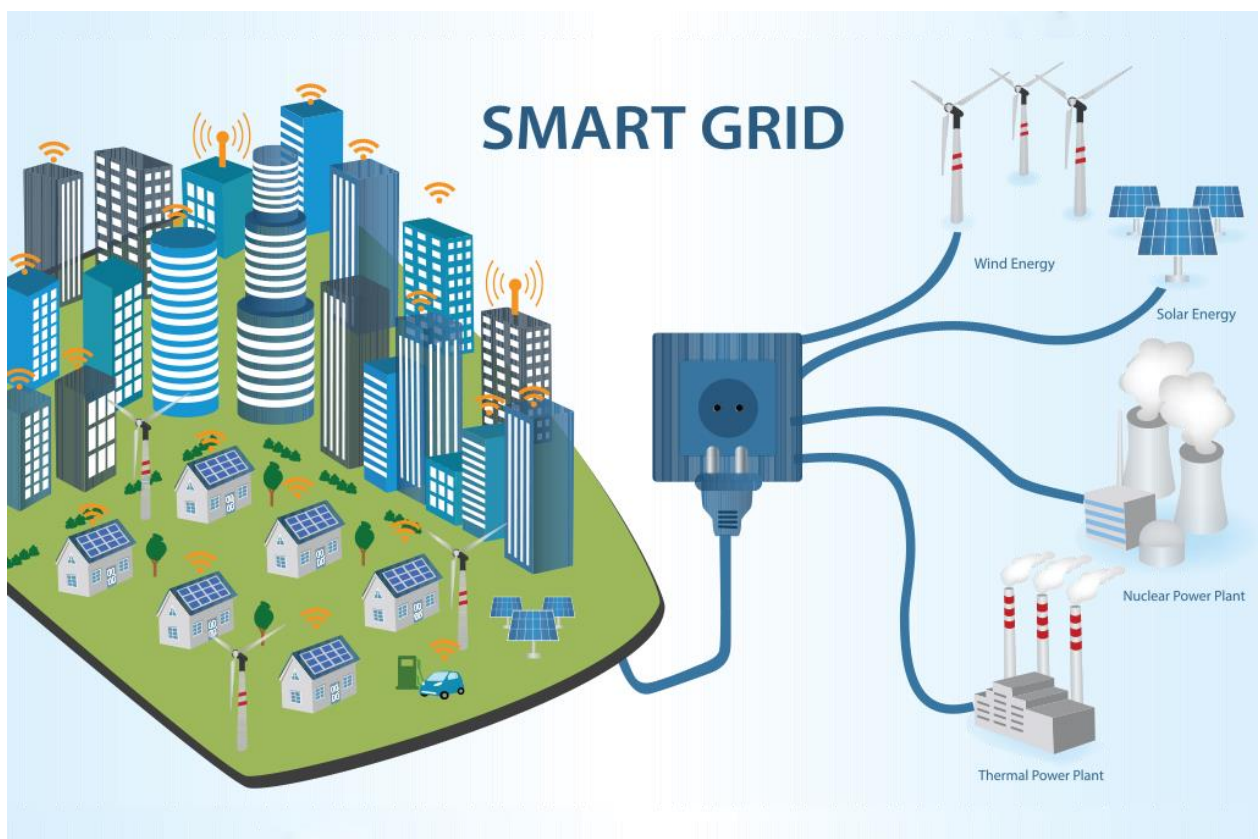 SMART GRID
Wind Energy
Solar Energy
Nuclear Power Plant
Thermal Power Plant